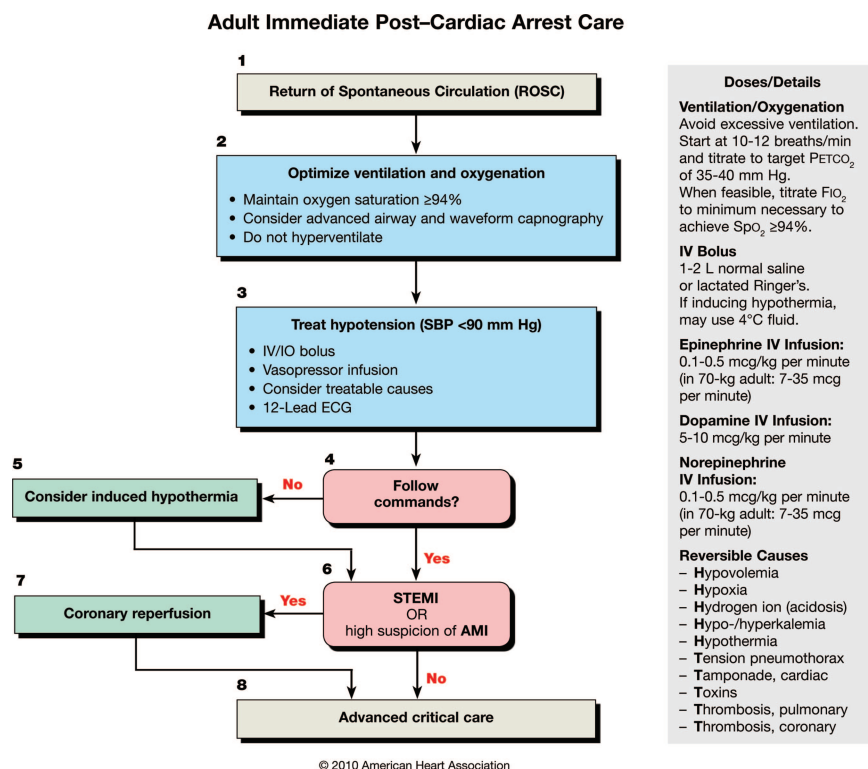 Adult Immediate Post–Cardiac Arrest Care
1
Return of Spontaneous Circulation (ROSC)
2
Optimize ventilation and oxygenation
• Maintain oxygen saturation ≥94%
• Consider advanced airway and waveform capnography
• Do not hyperventilate
3
Treat hypotension (SBP <90 mm Hg)
• IV/IO bolus
• Vasopressor infusion
• Consider treatable causes
• 12-Lead ECG
4
Follow
commands?
No
5
Consider induced hypothermia
Yes
6
STEMI
OR
high suspicion of AMI
Yes
7
Coronary reperfusion
No
8
Advanced critical care
Doses/Details
Ventilation/Oxygenation
Avoid excessive ventilation.
Start at 10-12 breaths/min
and titrate to target PETCO₂
of 35-40 mm Hg.
When feasible, titrate FIO₂
to minimum necessary to
achieve SpO₂ ≥94%.
IV Bolus
1-2 L normal saline
or lactated Ringer's.
If inducing hypothermia,
may use 4°C fluid.
Epinephrine IV Infusion:
0.1-0.5 mcg/kg per minute
(in 70-kg adult: 7-35 mcg
per minute)
Dopamine IV Infusion:
5-10 mcg/kg per minute
Norepinephrine
IV Infusion:
0.1-0.5 mcg/kg per minute
(in 70-kg adult: 7-35 mcg
per minute)
Reversible Causes
– Hypovolemia
– Hypoxia
– Hydrogen ion (acidosis)
– Hypo-/hyperkalemia
– Hypothermia
– Tension pneumothorax
– Tamponade, cardiac
– Toxins
– Thrombosis, pulmonary
– Thrombosis, coronary
© 2010 American Heart Association